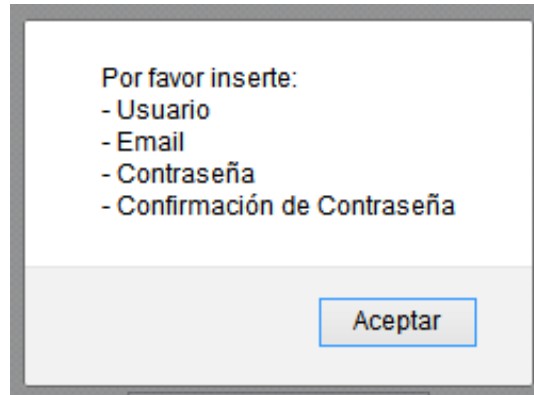 Por favor inserte:
- Usuario
- Email
- Contraseña
- Confirmación de Contraseña
Aceptar